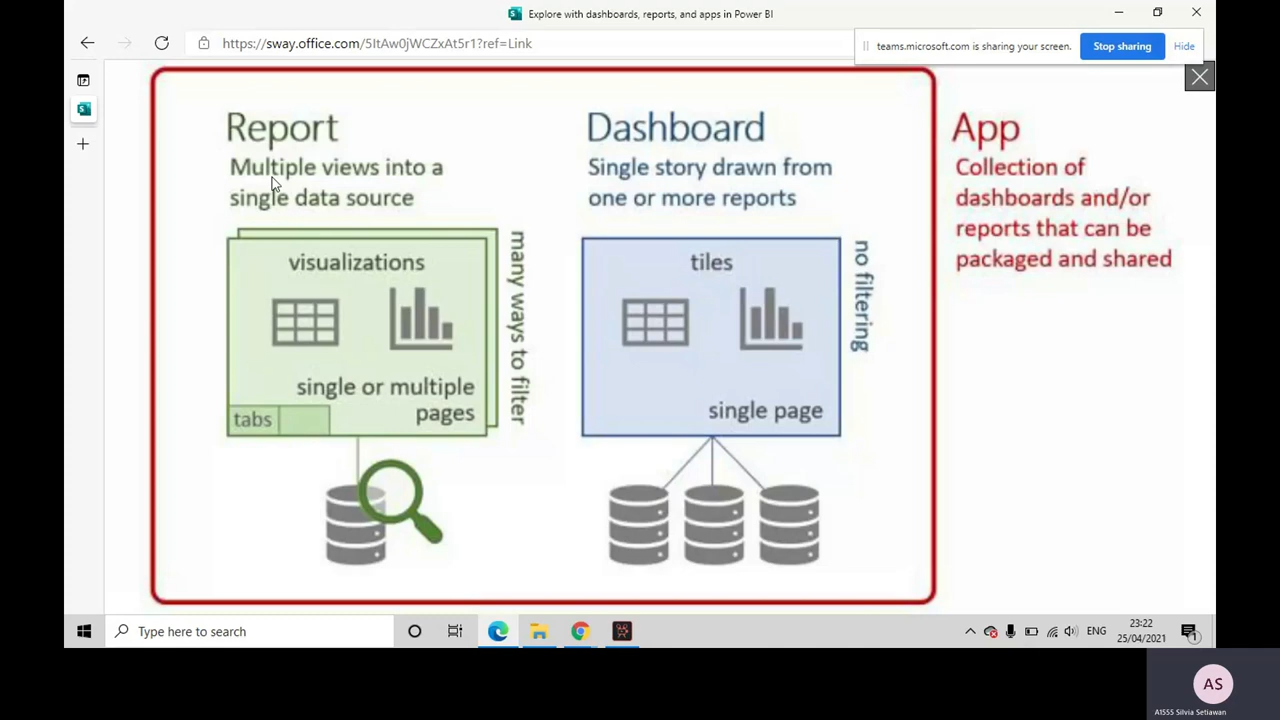 Explore with dashboards, reports, and apps in Power BI
https://sway.office.com/5ItAw0jWCZxAt5r1?ref=Link
teams.microsoft.com is sharing your screen.
Stop sharing
Hide
Report
Multiple views into a
single data source
visualizations
single or multiple
pages
tabs
many ways to filter
Dashboard
Single story drawn from
one or more reports
tiles
single page
no filtering
App
Collection of
dashboards and/or
reports that can be
packaged and shared
Type here to search
ENG
23:22
25/04/2021
1
AS
A1555 Silvia Setiawan